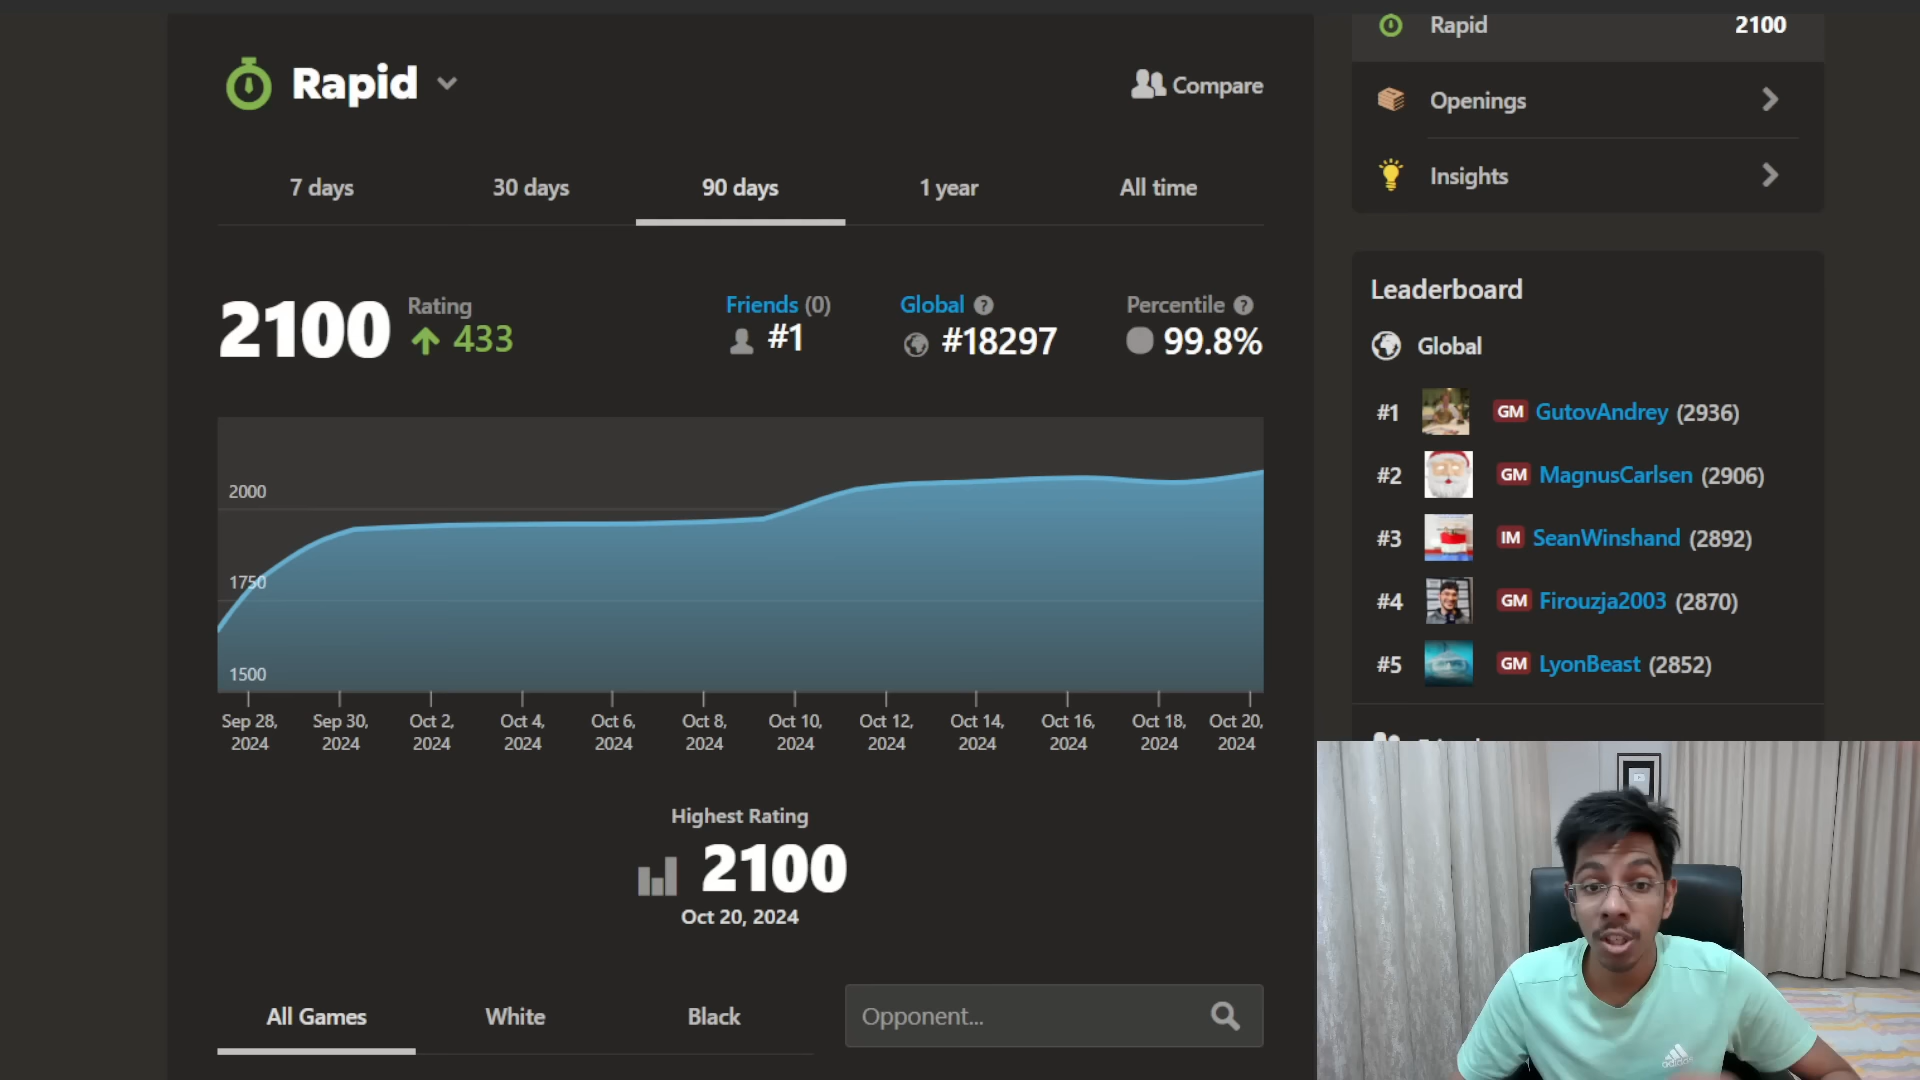 Rapid
Compare
7 days 30 days 90 days 1 year All time
2100 Rating 433
Friends (0) #1
Global ? #18297
Percentile ? 99.8%
2000
1750
1500
Sep 28, 2024
Sep 30, 2024
Oct 2, 2024
Oct 4, 2024
Oct 6, 2024
Oct 8, 2024
Oct 10, 2024
Oct 12, 2024
Oct 14, 2024
Oct 16, 2024
Oct 18, 2024
Oct 20, 2024
Highest Rating
2100
Oct 20, 2024
All Games White Black
Opponent...
Rapid 2100
Openings
Insights
Leaderboard
Global
#1 GM GutovAndrey (2936)
#2 GM MagnusCarlsen (2906)
#3 IM SeanWinshand (2892)
#4 GM Firouzja2003 (2870)
#5 GM LyonBeast (2852)
adidas